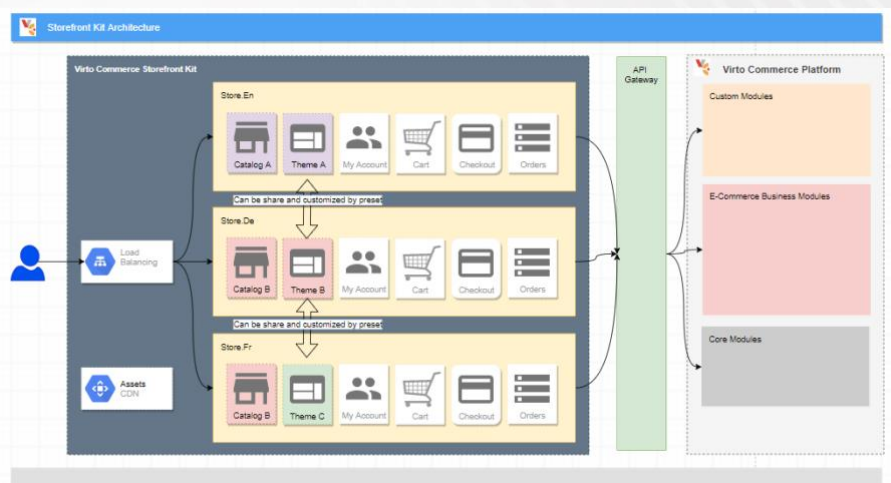 Storefront Kit Architecture
Virto Commerce Storefront Kit
Store.En
Catalog A
Theme A
My Account
Cart
Checkout
Orders
Can be share and customized by preset
Store.De
Catalog B
Theme B
My Account
Cart
Checkout
Orders
Can be share and customized by preset
Store.Fr
Catalog B
Theme C
My Account
Cart
Checkout
Orders
Load
Balancing
Assets
CDN
API
Gateway
Virto Commerce Platform
Custom Modules
E-Commerce Business Modules
Core Modules